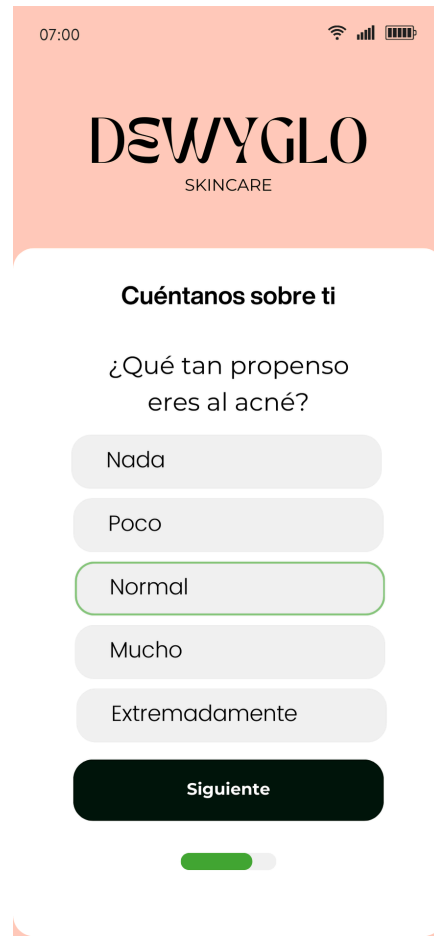 07:00
DEWYGLO
SKINCARE
Cuéntanos sobre ti
¿Qué tan propenso
eres al acné?
Nada
Poco
Normal
Mucho
Extremadamente
Siguiente